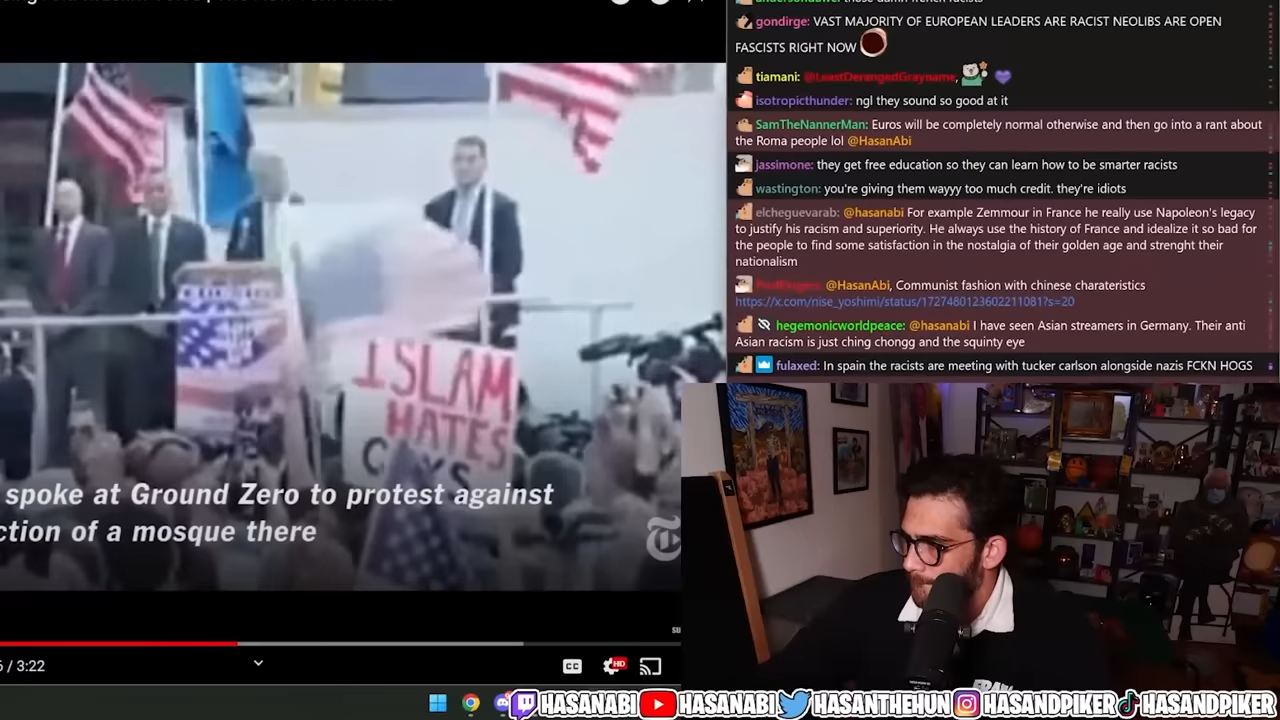 gondirge: VAST MAJORITY OF EUROPEAN LEADERS ARE RACIST NEOLIBS ARE OPEN
FASCISTS RIGHT NOW
tiamani: @LeastDerengedGrayname,
isotropicthunder: ngl they sound so good at it
SamTheNannerMan: Euros will be completely normal otherwise and then go into a rant about
the Roma people lol @HasanAbi
jassimone: they get free education so they can learn how to be smarter racists
wastington: you're giving them wayyy too much credit. they're idiots
elcheguevarab: @hasanabi For example Zemmour in France he really use Napoleon's legacy
to justify his racism and superiority. He always use the history of France and idealize it so bad for
the people to find some satisfaction in the nostalgia of their golden age and strenght their
nationalism
@HasanAbi, Communist fashion with chinese charateristics
https://x.com/nise_yoshimi/status/1727480123602211081?s=20
hegemonicworldpeace: @hasanabi I have seen Asian streamers in Germany. Their anti
Asian racism is just ching chongg and the squinty eye
fulaxed: In spain the racists are meeting with tucker carlson alongside nazis FCKN HOGS
ISLAM
HATES
spoke at Ground Zero to protest against
ction of a mosque there
/ 3:22
CC
HD
HASANABI HASANABI HASANTHEHUN HASANDPIKER HASANDPIKER